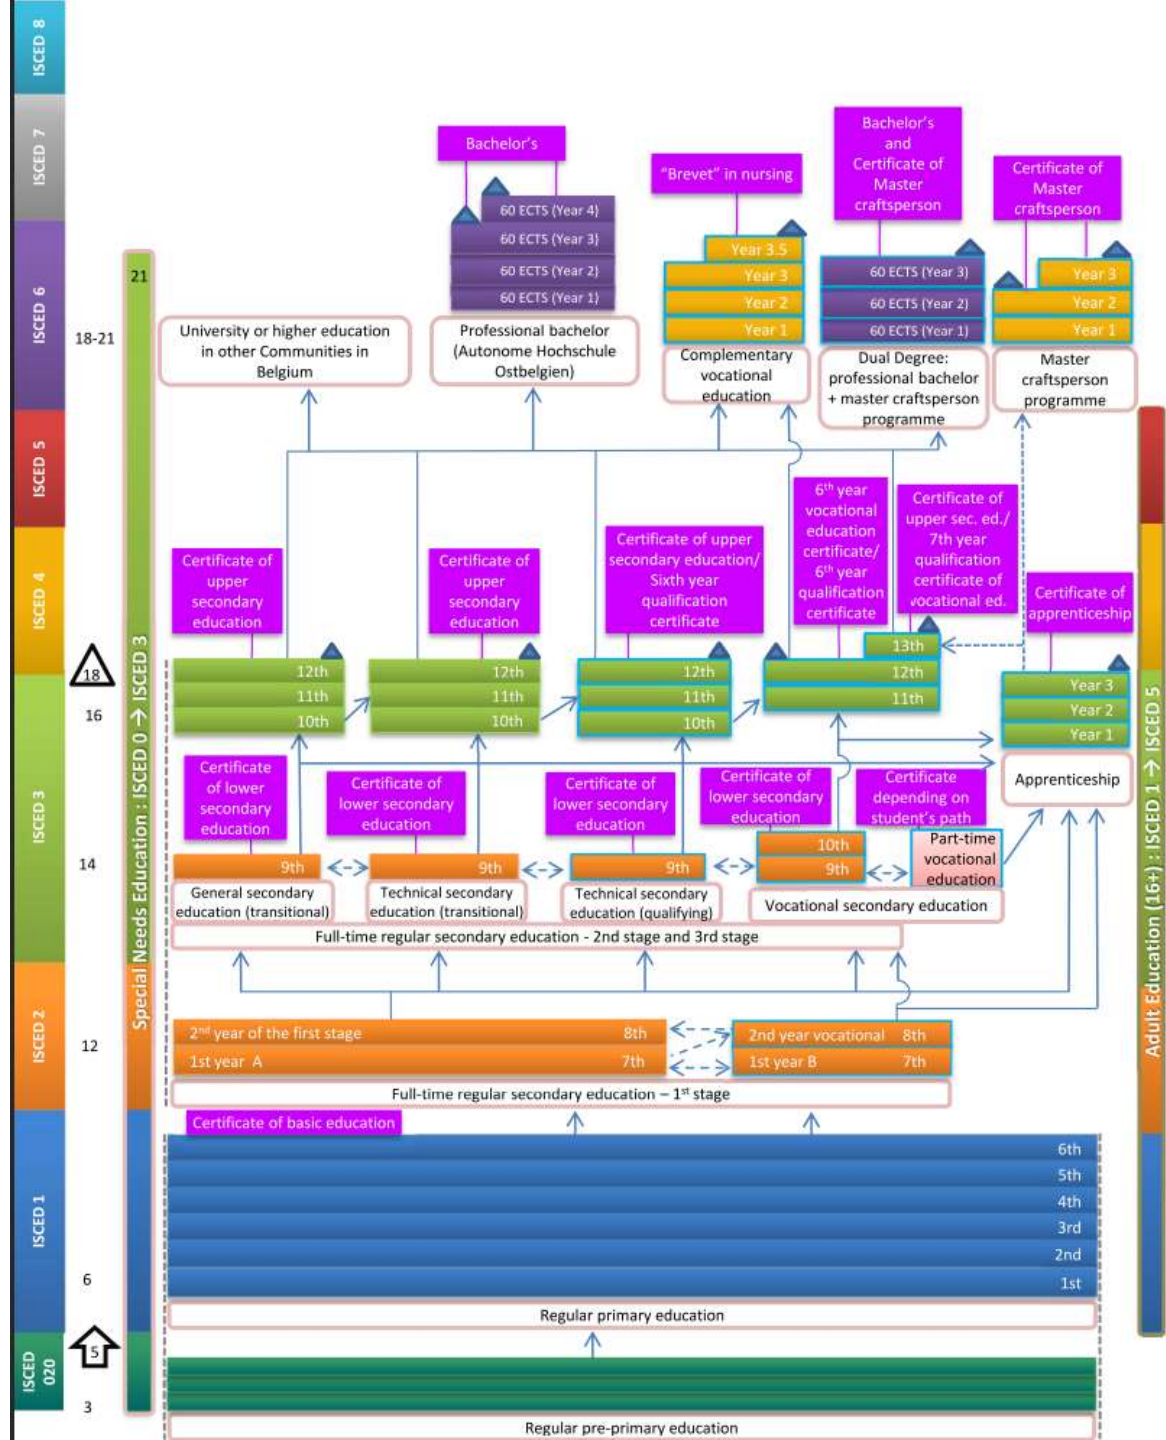 ISCED 8
ISCED 7
ISCED 6
ISCED 5
ISCED 4
ISCED 3
ISCED 2
ISCED 1
ISCED
020
18-21
18
16
14
12
6
5
3
21
Special Needs Education : ISCED 0 → ISCED 3
Adult Education (16+) : ISCED 1 → ISCED 5
Bachelor's
60 ECTS (Year 4)
60 ECTS (Year 3)
60 ECTS (Year 2)
60 ECTS (Year 1)
"Brevet" in nursing
Year 3.5
Year 3
Year 2
Year 1
Bachelor's
and
Certificate of
Master
craftsperson
60 ECTS (Year 3)
60 ECTS (Year 2)
60 ECTS (Year 1)
Certificate of
Master
craftsperson
Year 3
Year 2
Year 1
University or higher education
in other Communities in
Belgium
Professional bachelor
(Autonome Hochschule
Ostbelgien)
Complementary
vocational
education
Dual Degree:
professional bachelor
+ master craftsperson
programme
Master
craftsperson
programme
Certificate of
upper
secondary
education
12th
11th
10th
Certificate of
upper
secondary
education
12th
11th
10th
Certificate of upper
secondary education/
Sixth year
qualification
certificate
12th
11th
10th
6th year
vocational
education
certificate/
6th year
qualification
certificate
Certificate of
upper sec. ed./
7th year
qualification
certificate of
vocational ed.
13th
12th
11th
Certificate of
apprenticeship
Year 3
Year 2
Year 1
Apprenticeship
Certificate
of lower
secondary
education
9th
General secondary
education (transitional)
Certificate of
lower secondary
education
9th
Technical secondary
education (transitional)
Certificate of
lower secondary
education
9th
Technical secondary
education (qualifying)
Certificate of
lower secondary
education
10th
9th
Certificate
depending on
student's path
Part-time
vocational
education
Vocational secondary education
Full-time regular secondary education - 2nd stage and 3rd stage
2nd year of the first stage 8th
1st year A 7th
2nd year vocational 8th
1st year B 7th
Full-time regular secondary education – 1st stage
Certificate of basic education
6th
5th
4th
3rd
2nd
1st
Regular primary education
Regular pre-primary education